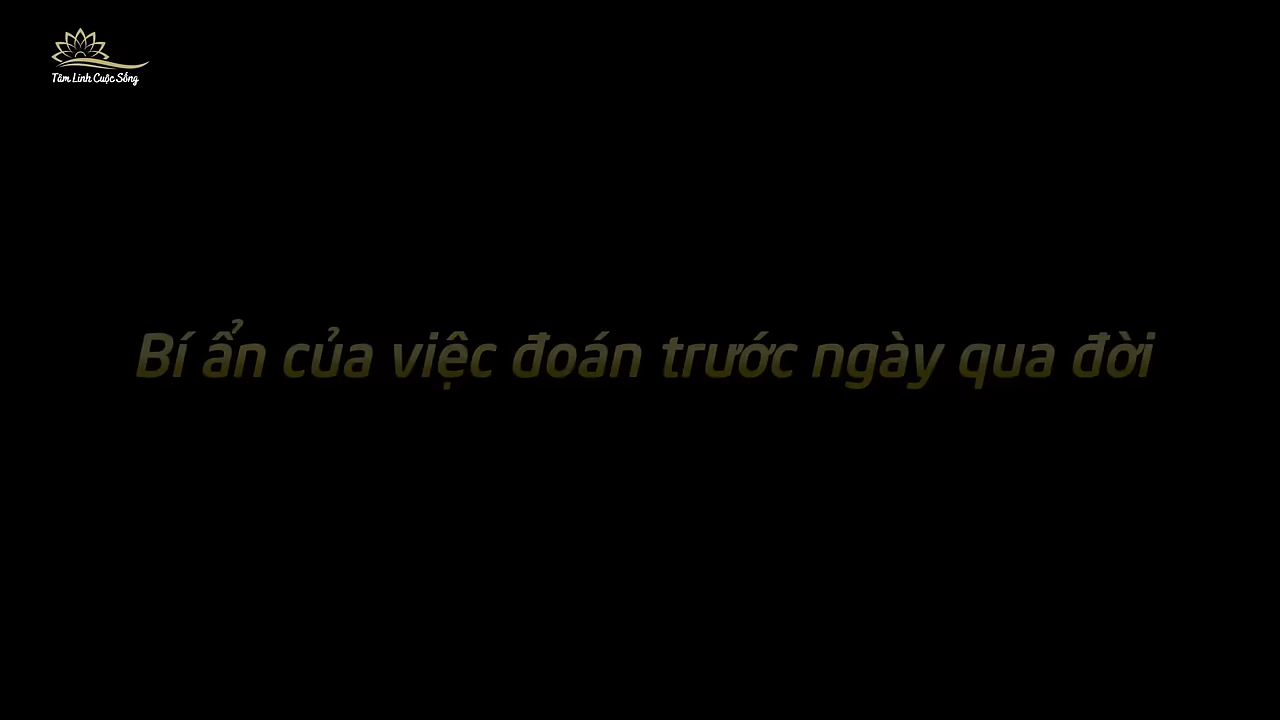 Tâm Linh Cuộc Sống
Bí ẩn của việc đoán trước ngày qua đời